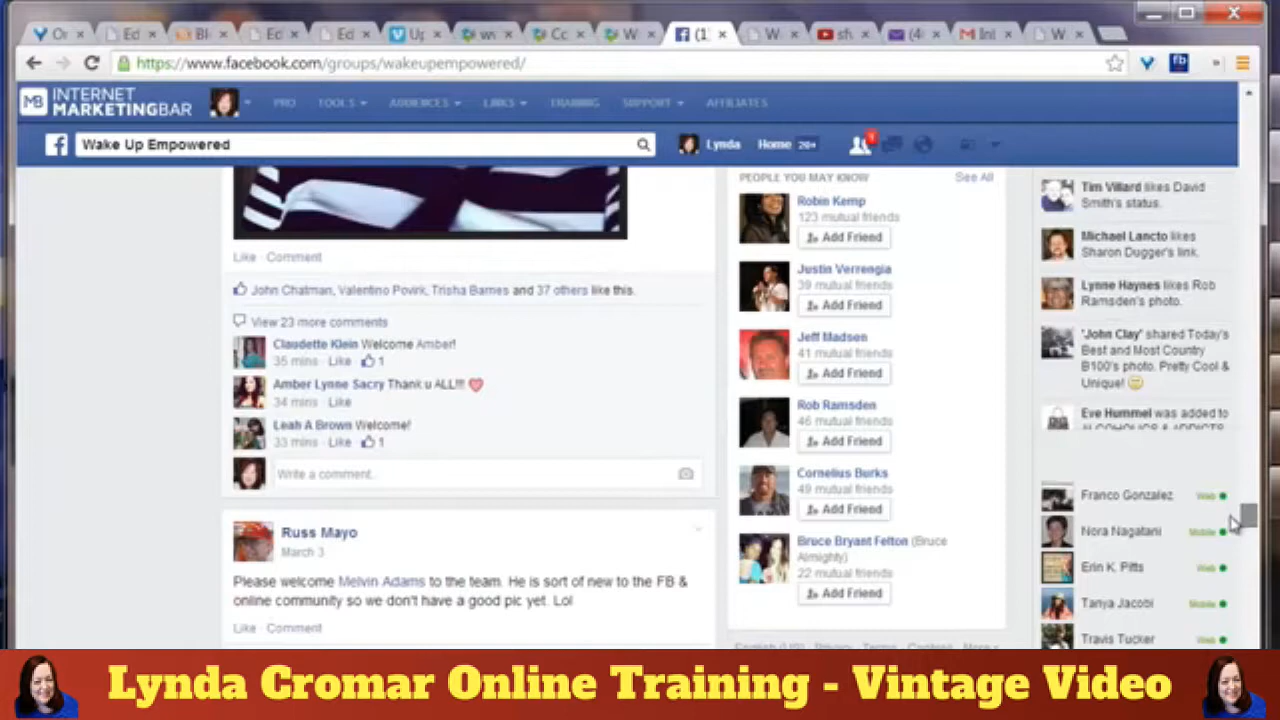 (1
https://www.facebook.com/groups/wakeupempowered/
MB INTERNET
MARKETINGBAR
PRO TOOLS AUDIENCES LINKS TRAINING SUPPORT AFFILIATES
Wake Up Empowered
Lynda Home 20+
Like · Comment
John Chatman, Valentino Povirk, Trisha Barnes and 37 others like this.
View 23 more comments
Claudette Klein Welcome Amber!
35 mins · Like · 1
Amber Lynne Sacry Thank u ALL!!!
34 mins · Like
Leah A Brown Welcome!
33 mins · Like · 1
Write a comment...
Russ Mayo
March 3
Please welcome Melvin Adams to the team. He is sort of new to the FB &
online community so we don't have a good pic yet. Lol
Like · Comment
PEOPLE YOU MAY KNOW See All
Robin Kemp
123 mutual friends
Add Friend
Justin Verrengia
39 mutual friends
Add Friend
Jeff Madsen
41 mutual friends
Add Friend
Rob Ramsden
46 mutual friends
Add Friend
Cornelius Burks
49 mutual friends
Add Friend
Bruce Bryant Felton (Bruce
Almighty)
22 mutual friends
Add Friend
Tim Villard likes David
Smith's status.
Michael Lancto likes
Sharon Dugger's link.
Lynne Haynes likes Rob
Ramsden's photo.
'John Clay' shared Today's
Best and Most Country
B100's photo. Pretty Cool &
Unique!
Eve Hummel was added to
ALCOHOLICS & ADDICTS
Franco Gonzalez Web
Nora Nagatani Mobile
Erin K. Pitts Web
Tanya Jacobi Mobile
Travis Tucker Web
Lynda Cromar Online Training - Vintage Video